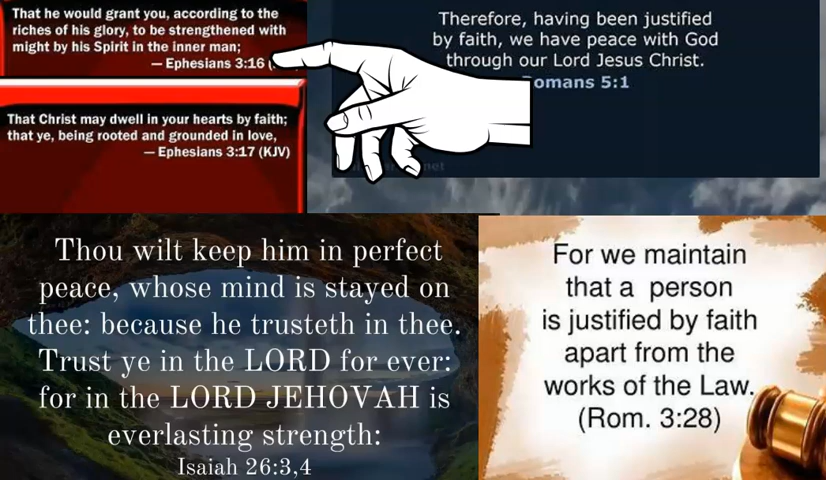 That he would grant you, according to the
riches of his glory, to be strengthened with
might by his Spirit in the inner man;
— Ephesians 3:16
That Christ may dwell in your hearts by faith;
that ye, being rooted and grounded in love,
— Ephesians 3:17 (KJV)
Therefore, having been justified
by faith, we have peace with God
through our Lord Jesus Christ.
Romans 5:1
Thou wilt keep him in perfect
peace, whose mind is stayed on
thee: because he trusteth in thee.
Trust ye in the LORD for ever:
for in the LORD JEHOVAH is
everlasting strength:
Isaiah 26:3,4
For we maintain
that a person
is justified by faith
apart from the
works of the Law.
(Rom. 3:28)